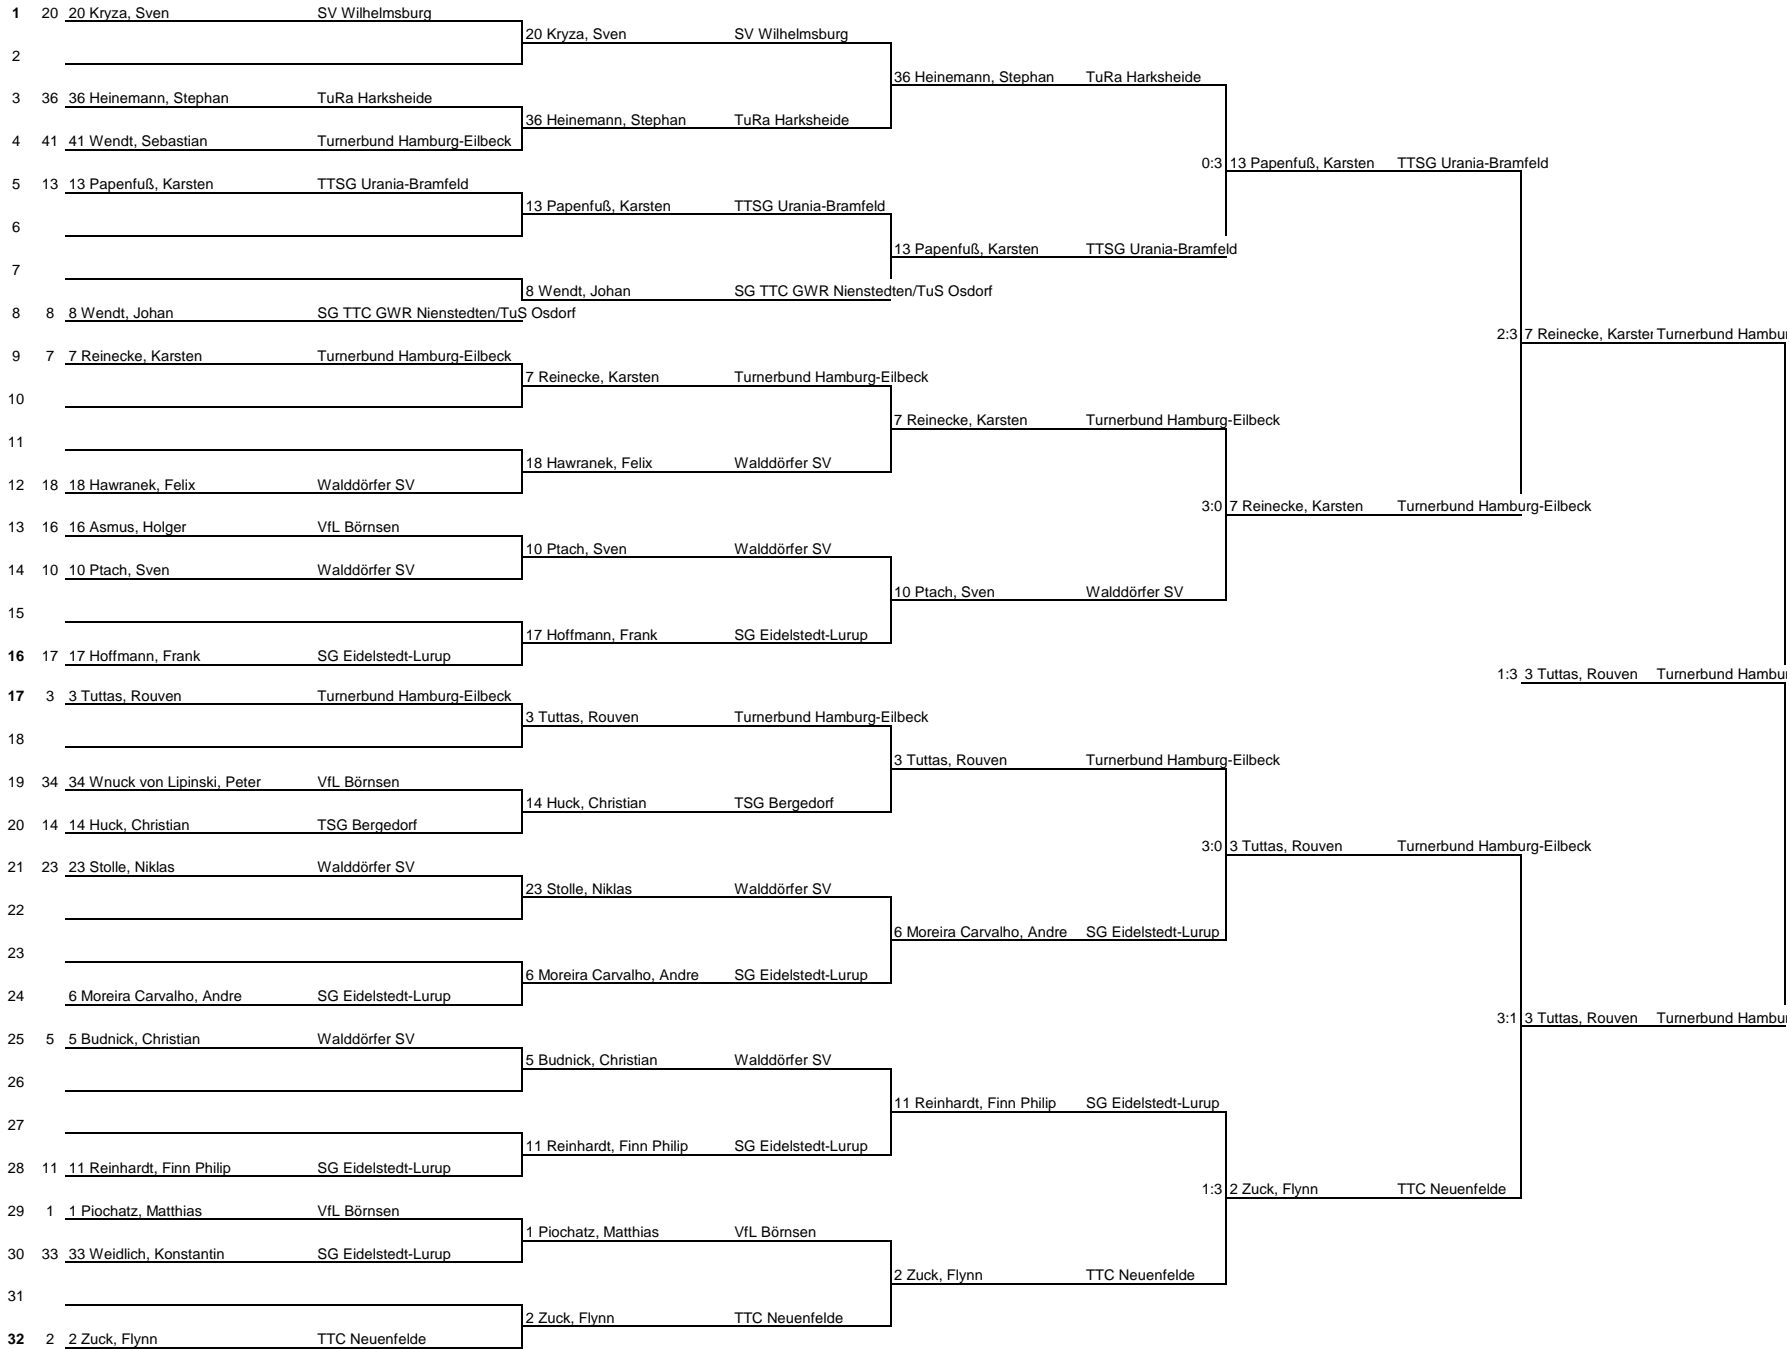 1 20 20 Kryza, Sven SV Wilhelmsburg
20 Kryza, Sven SV Wilhelmsburg
2
36 Heinemann, Stephan TuRa Harksheide
3 36 36 Heinemann, Stephan TuRa Harksheide
36 Heinemann, Stephan TuRa Harksheide
4 41 41 Wendt, Sebastian Turnerbund Hamburg-Eilbeck
0:3 13 Papenfuß, Karsten TTSG Urania-Bramfeld
5 13 13 Papenfuß, Karsten TTSG Urania-Bramfeld
13 Papenfuß, Karsten TTSG Urania-Bramfeld
6
13 Papenfuß, Karsten TTSG Urania-Bramfeld
7
8 Wendt, Johan SG TTC GWR Nienstedten/TuS Osdorf
8 8 8 Wendt, Johan SG TTC GWR Nienstedten/TuS Osdorf
2:3 7 Reinecke, Karster Turnerbund Hambur
9 7 7 Reinecke, Karsten Turnerbund Hamburg-Eilbeck
7 Reinecke, Karsten Turnerbund Hamburg-Eilbeck
10
7 Reinecke, Karsten Turnerbund Hamburg-Eilbeck
11
18 Hawranek, Felix Walddörfer SV
12 18 18 Hawranek, Felix Walddörfer SV
3:0 7 Reinecke, Karsten Turnerbund Hamburg-Eilbeck
13 16 16 Asmus, Holger VfL Börnsen
10 Ptach, Sven Walddörfer SV
14 10 10 Ptach, Sven Walddörfer SV
10 Ptach, Sven Walddörfer SV
15
17 Hoffmann, Frank SG Eidelstedt-Lurup
16 17 17 Hoffmann, Frank SG Eidelstedt-Lurup
1:3 3 Tuttas, Rouven Turnerbund Hambur
17 3 3 Tuttas, Rouven Turnerbund Hamburg-Eilbeck
3 Tuttas, Rouven Turnerbund Hamburg-Eilbeck
18
3 Tuttas, Rouven Turnerbund Hamburg-Eilbeck
19 34 34 Wnuck von Lipinski, Peter VfL Börnsen
14 Huck, Christian TSG Bergedorf
20 14 14 Huck, Christian TSG Bergedorf
3:0 3 Tuttas, Rouven Turnerbund Hamburg-Eilbeck
21 23 23 Stolle, Niklas Walddörfer SV
23 Stolle, Niklas Walddörfer SV
22
6 Moreira Carvalho, Andre SG Eidelstedt-Lurup
23
6 Moreira Carvalho, Andre SG Eidelstedt-Lurup
24 6 Moreira Carvalho, Andre SG Eidelstedt-Lurup
3:1 3 Tuttas, Rouven Turnerbund Hambur
25 5 5 Budnick, Christian Walddörfer SV
5 Budnick, Christian Walddörfer SV
26
11 Reinhardt, Finn Philip SG Eidelstedt-Lurup
27
11 Reinhardt, Finn Philip SG Eidelstedt-Lurup
28 11 11 Reinhardt, Finn Philip SG Eidelstedt-Lurup
1:3 2 Zuck, Flynn TTC Neuenfelde
29 1 1 Piochatz, Matthias VfL Börnsen
1 Piochatz, Matthias VfL Börnsen
30 33 33 Weidlich, Konstantin SG Eidelstedt-Lurup
2 Zuck, Flynn TTC Neuenfelde
31
2 Zuck, Flynn TTC Neuenfelde
32 2 2 Zuck, Flynn TTC Neuenfelde